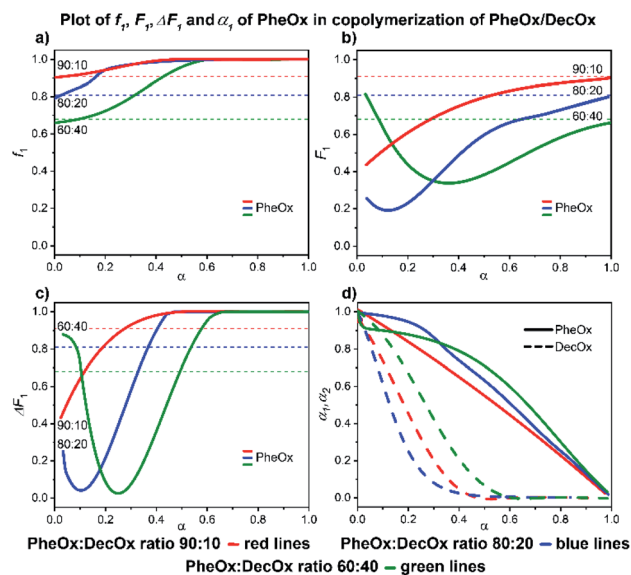 Plot of f₁, F₁, ΔF₁ and α₁ of PheOx in copolymerization of PheOx/DecOx
a)
1.0
0.8
0.6
0.4
0.2
0.0
f₁
90:10
80:20
60:40
PheOx
0.0 0.2 0.4 0.6 0.8 1.0
α
b)
1.0
0.8
0.6
0.4
0.2
0.0
F₁
90:10
80:20
60:40
PheOx
0.0 0.2 0.4 0.6 0.8 1.0
α
c)
1.0
0.8
0.6
0.4
0.2
0.0
ΔF₁
60:40
90:10
80:20
PheOx
0.0 0.2 0.4 0.6 0.8 1.0
α
d)
1.0
0.8
0.6
0.4
0.2
0.0
α₁, α₂
PheOx
DecOx
0.0 0.2 0.4 0.6 0.8 1.0
α
PheOx:DecOx ratio 90:10 – red lines PheOx:DecOx ratio 80:20 – blue lines
PheOx:DecOx ratio 60:40 – green lines